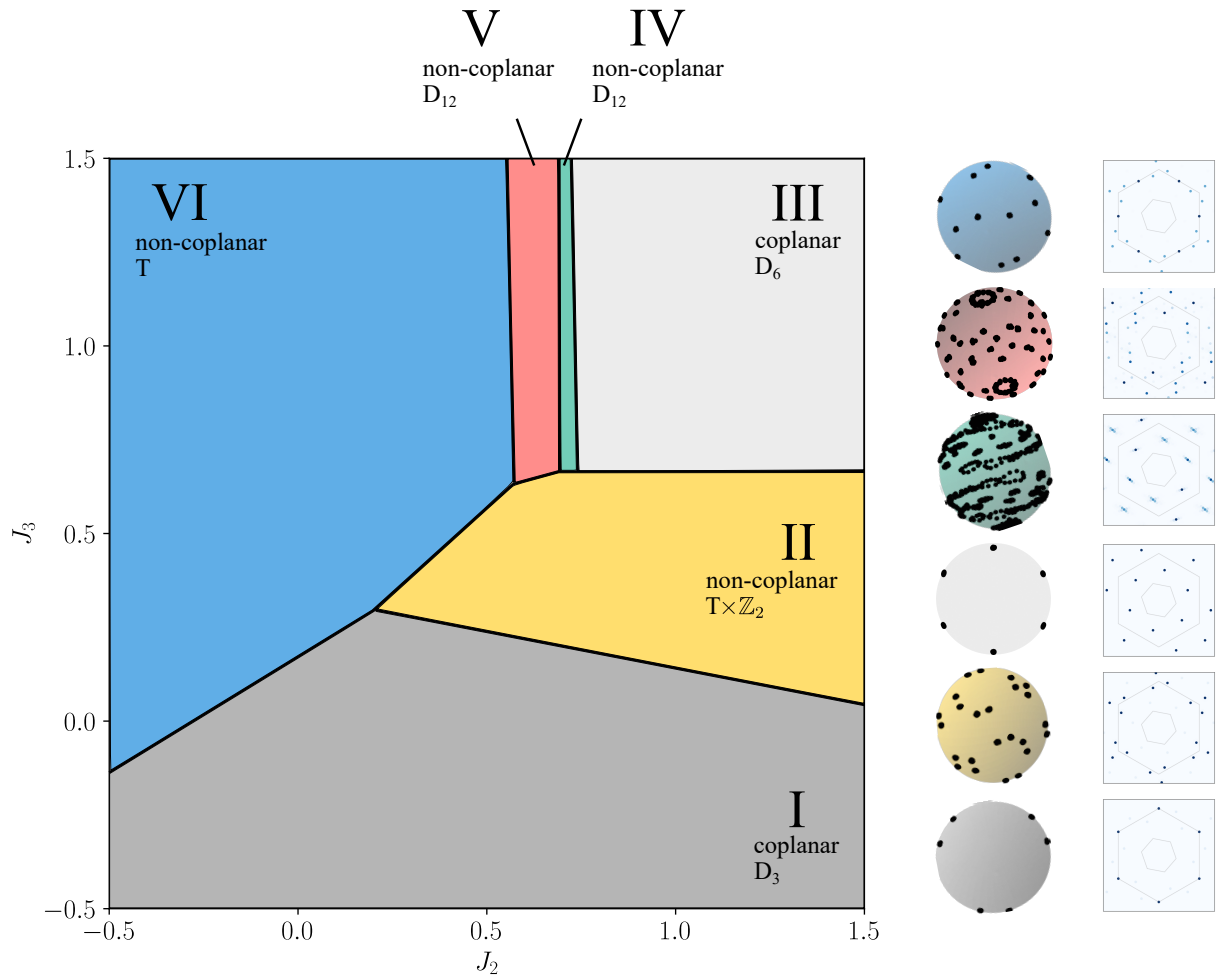 V
non-coplanar
D₁₂
IV
non-coplanar
D₁₂
1.5
1.0
0.5
0.0
−0.5
J₃
VI
non-coplanar
T
III
coplanar
D₆
II
non-coplanar
T×ℤ₂
I
coplanar
D₃
−0.5
0.0
0.5
1.0
1.5
J₂